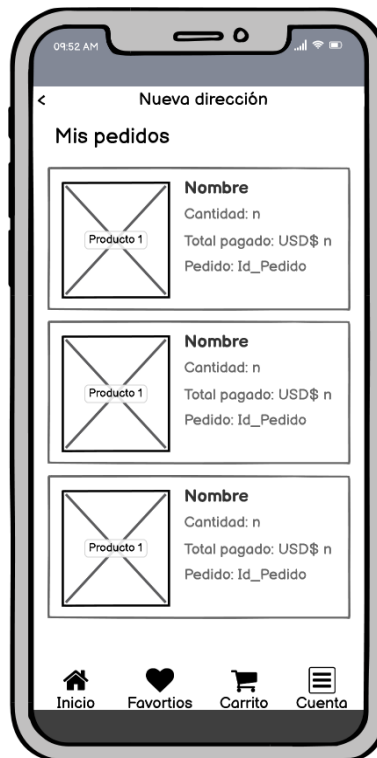 09:52 AM
<
Nueva dirección
Mis pedidos
Nombre
Cantidad: n
Producto 1
Total pagado: USD$ n
Pedido: Id_Pedido
Nombre
Cantidad: n
Producto 1
Total pagado: USD$ n
Pedido: Id_Pedido
Nombre
Cantidad: n
Producto 1
Total pagado: USD$ n
Pedido: Id_Pedido
Inicio
Favortios
Carrito
Cuenta